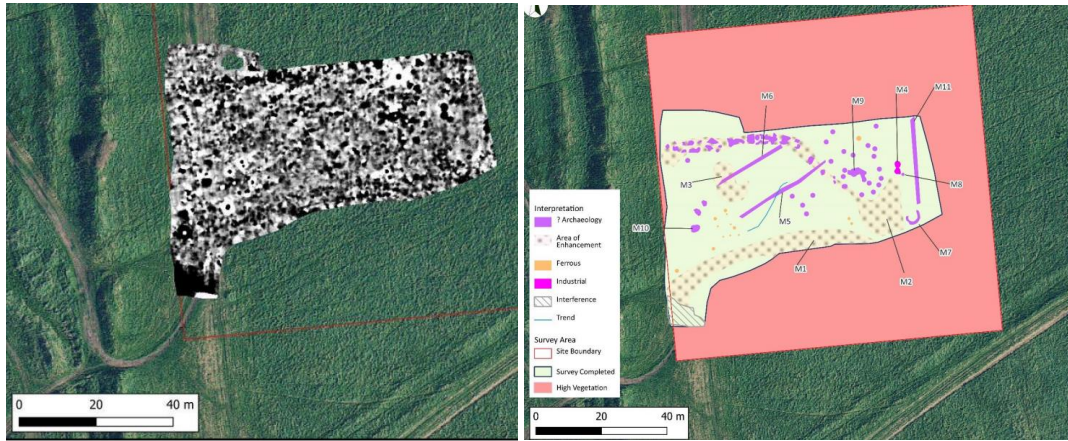 0 20 40 m
M6
M9
M4
M11
M3
M8
M10
M5
M7
M1
M2
Interpretation
? Archaeology
Area of
Enhancement
Ferrous
Industrial
Interference
Trend
Survey Area
Site Boundary
Survey Completed
High Vegetation
0 20 40 m